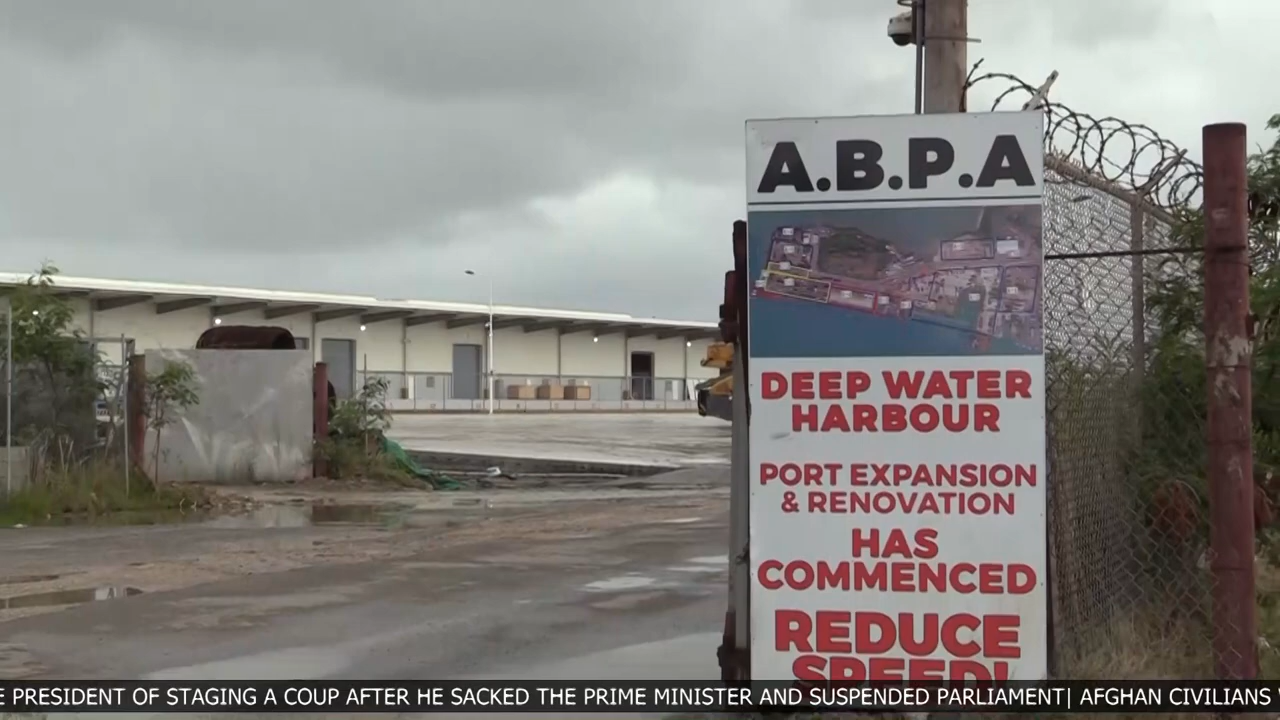 A.B.P.A
DEEP WATER
HARBOUR
PORT EXPANSION
& RENOVATION
HAS
COMMENCED
REDUCE
SPEED!
E PRESIDENT OF STAGING A COUP AFTER HE SACKED THE PRIME MINISTER AND SUSPENDED PARLIAMENT| AFGHAN CIVILIANS